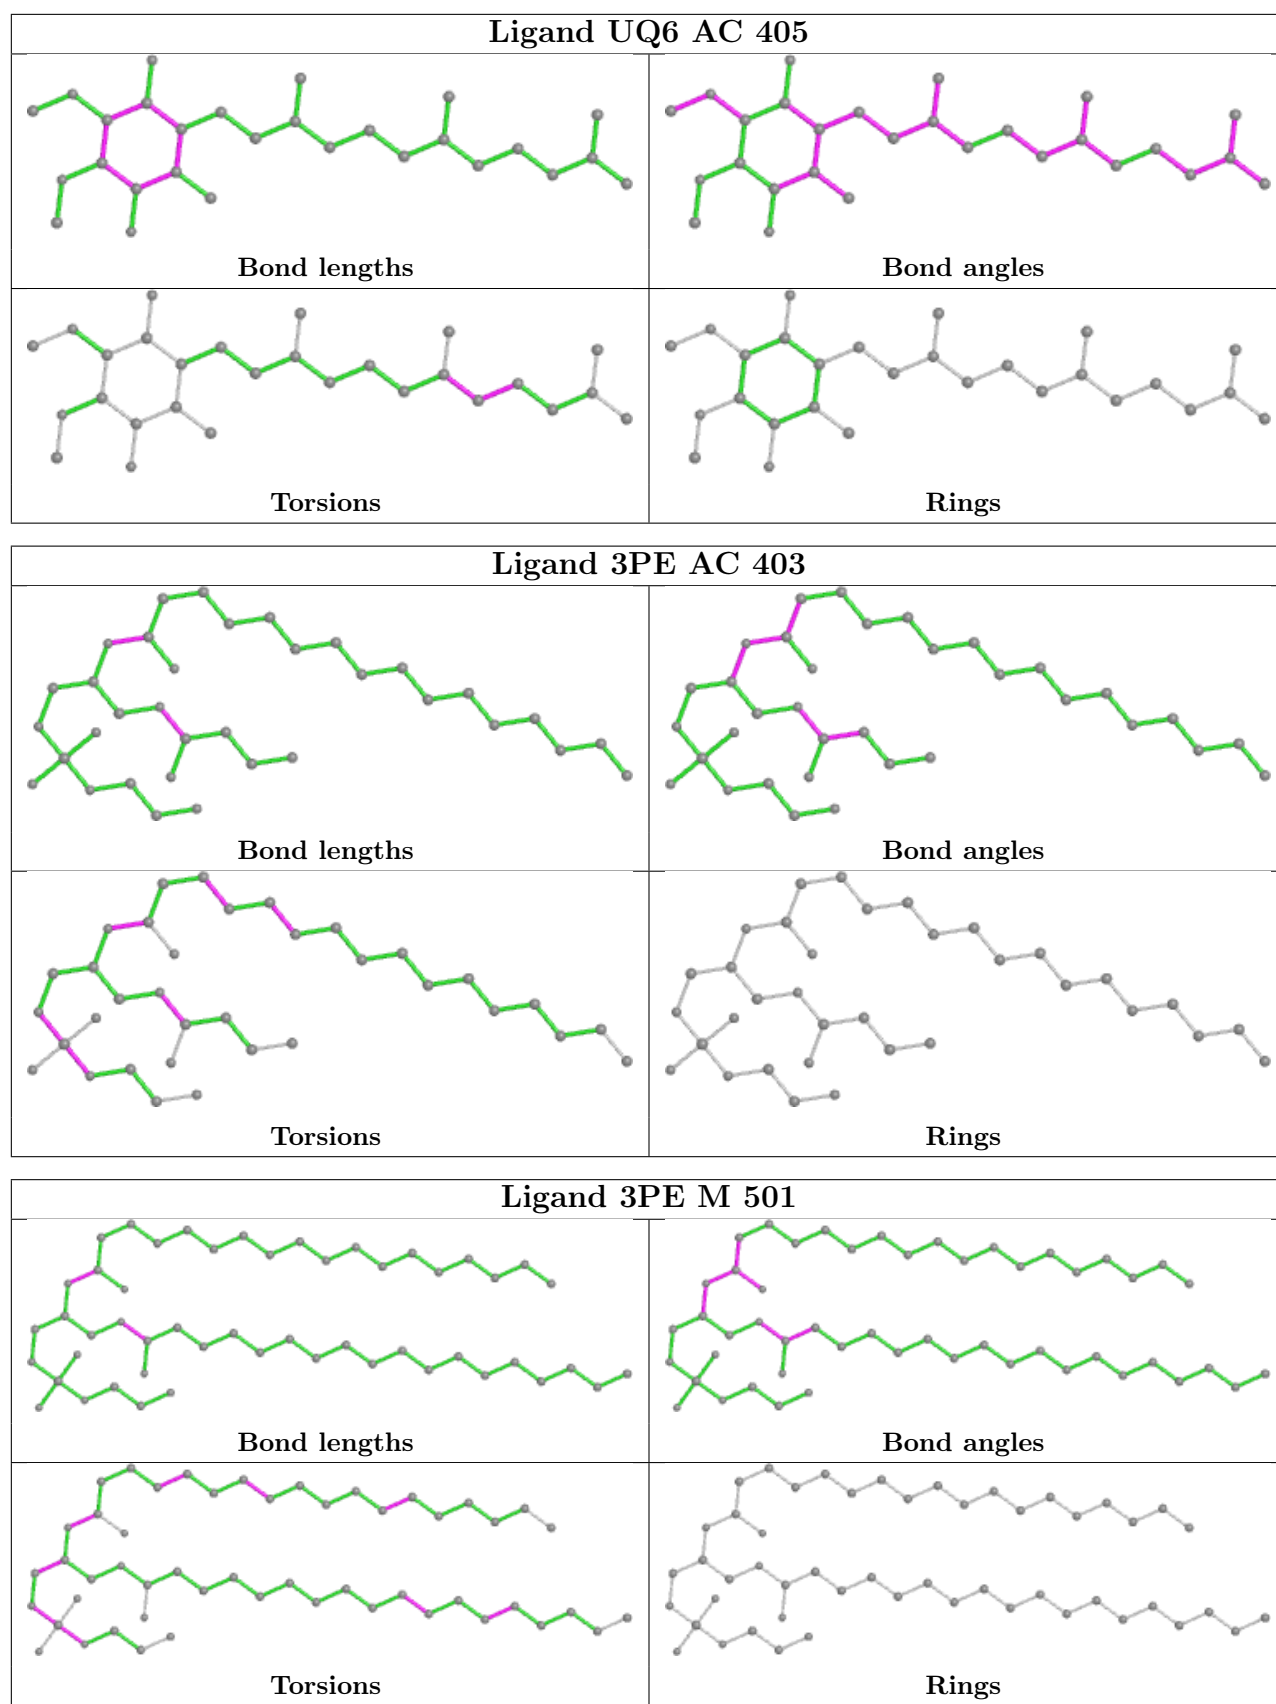 Ligand UQ6 AC 405
Bond lengths
Bond angles
Torsions
Rings
Ligand 3PE AC 403
Bond lengths
Bond angles
Torsions
Rings
Ligand 3PE M 501
Bond lengths
Bond angles
Torsions
Rings